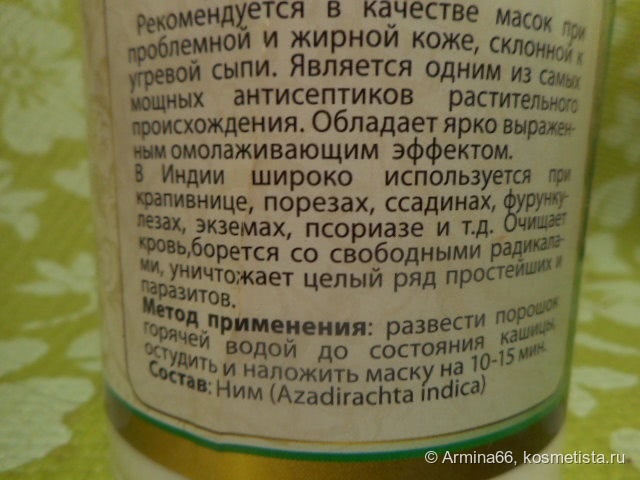 Рекомендуется в качестве масок при
проблемной и жирной коже, склонной к
угревой сыпи. Является одним из самых
мощных антисептиков растительного
происхождения. Обладает ярко выражен-
ным омолаживающим эффектом.
В Индии широко используется при
крапивнице, порезах, ссадинах, фурунку-
лезах, экземах, псориазе и т.д. Очищает
кровь,борется со свободными радикала-
ми, уничтожает целый ряд простейших и
паразитов.
Метод применения: развести порошок
горячей водой до состояния кашицы,
остудить и наложить маску на 10-15 мин.
Состав: Ним (Azadirachta indica)
© Armina66, kosmetista.ru